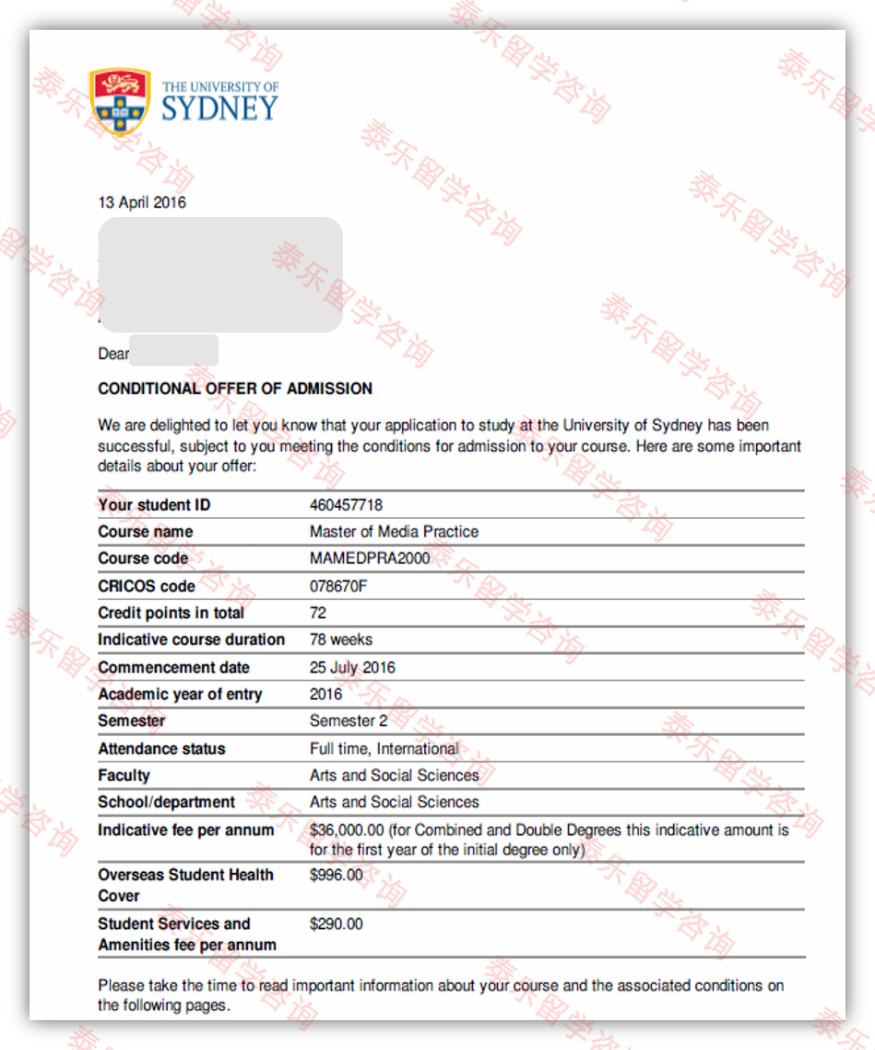 THE UNIVERSITY OF
SYDNEY
13 April 2016
Dear
CONDITIONAL OFFER OF ADMISSION
We are delighted to let you know that your application to study at the University of Sydney has been
successful, subject to you meeting the conditions for admission to your course. Here are some important
details about your offer:
Your student ID 460457718
Course name Master of Media Practice
Course code MAMEDPRA2000
CRICOS code 078670F
Credit points in total 72
Indicative course duration 78 weeks
Commencement date 25 July 2016
Academic year of entry 2016
Semester Semester 2
Attendance status Full time, International
Faculty Arts and Social Sciences
School/department Arts and Social Sciences
Indicative fee per annum $36,000.00 (for Combined and Double Degrees this indicative amount is
for the first year of the initial degree only)
Overseas Student Health $996.00
Cover
Student Services and $290.00
Amenities fee per annum
Please take the time to read important information about your course and the associated conditions on
the following pages.
泰乐留学咨询